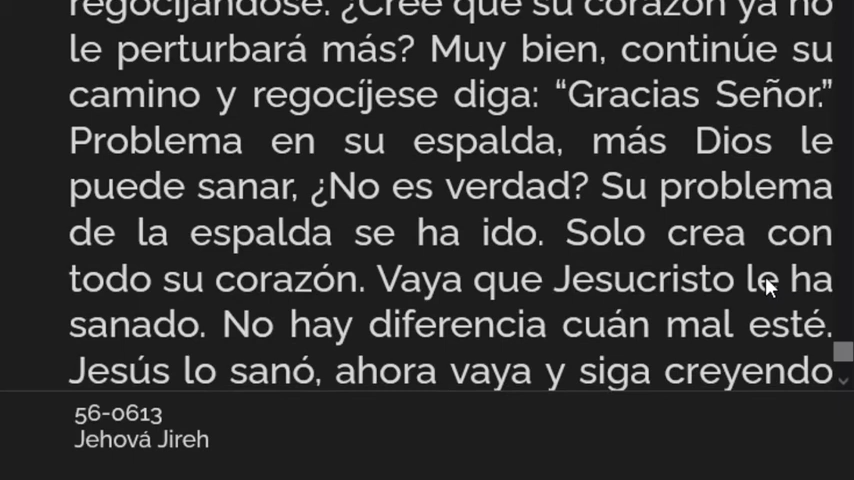 regocijándose. ¿Cree que su corazón ya no
le perturbará más? Muy bien, continúe su
camino y regocíjese diga: “Gracias Señor.”
Problema en su espalda, más Dios le
puede sanar, ¿No es verdad? Su problema
de la espalda se ha ido. Solo crea con
todo su corazón. Vaya que Jesucristo le ha
sanado. No hay diferencia cuán mal esté.
Jesús lo sanó, ahora vaya y siga creyendo
56-0613
Jehová Jireh